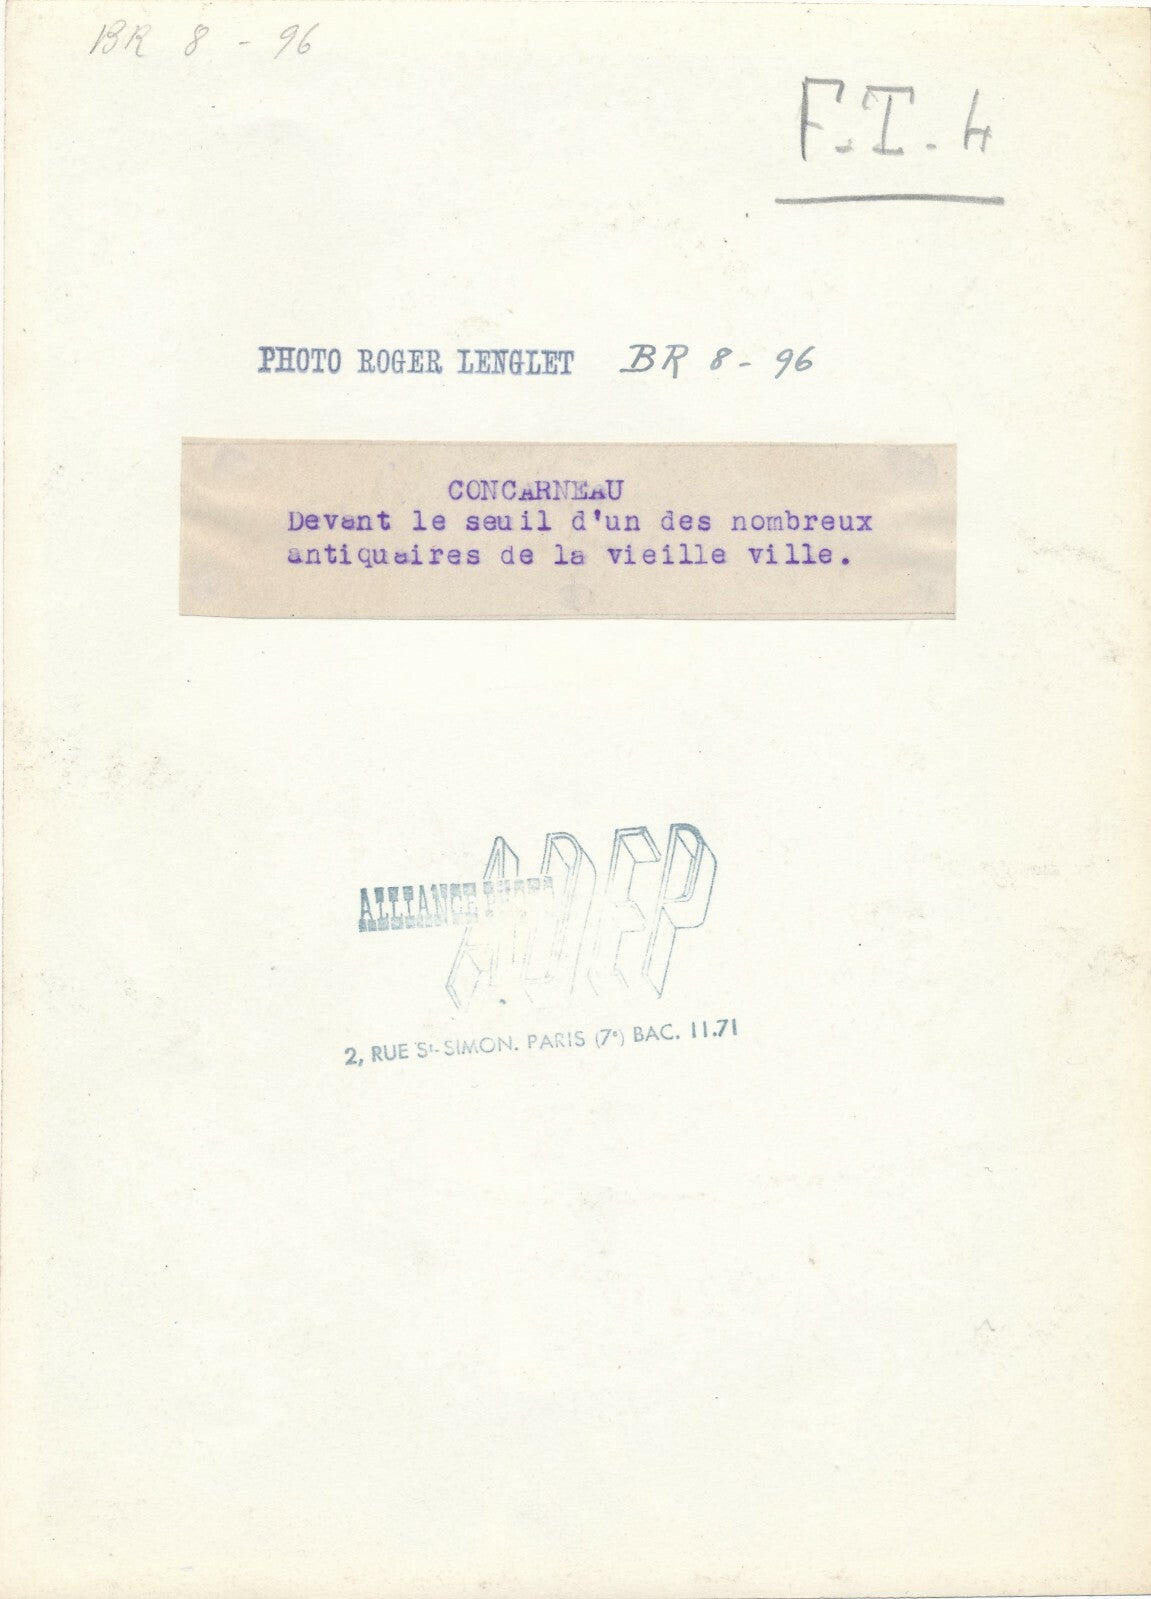 BR 8 - 96
F.T.4
PHOTO ROGER LENGLET BR 8 - 96
CONCARNEAU
Devant le seuil d'un des nombreux
antiquaires de la vieille ville.
ALLIANCE PHOTO
ADEP
2, RUE St-SIMON. PARIS (7e) BAC. 11.71